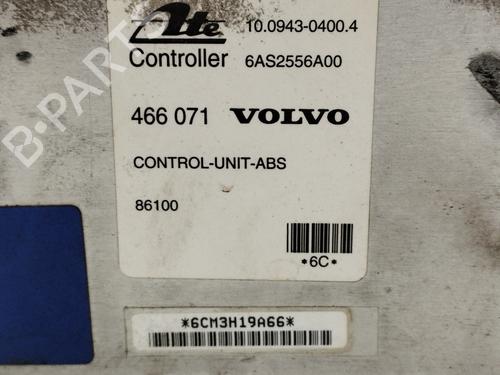 Ate 10.0943-0400.4
Controller 6AS2556A00
466 071 VOLVO
CONTROL-UNIT-ABS
86100
*6C*
*6CM3H19A66*
B-PARTS